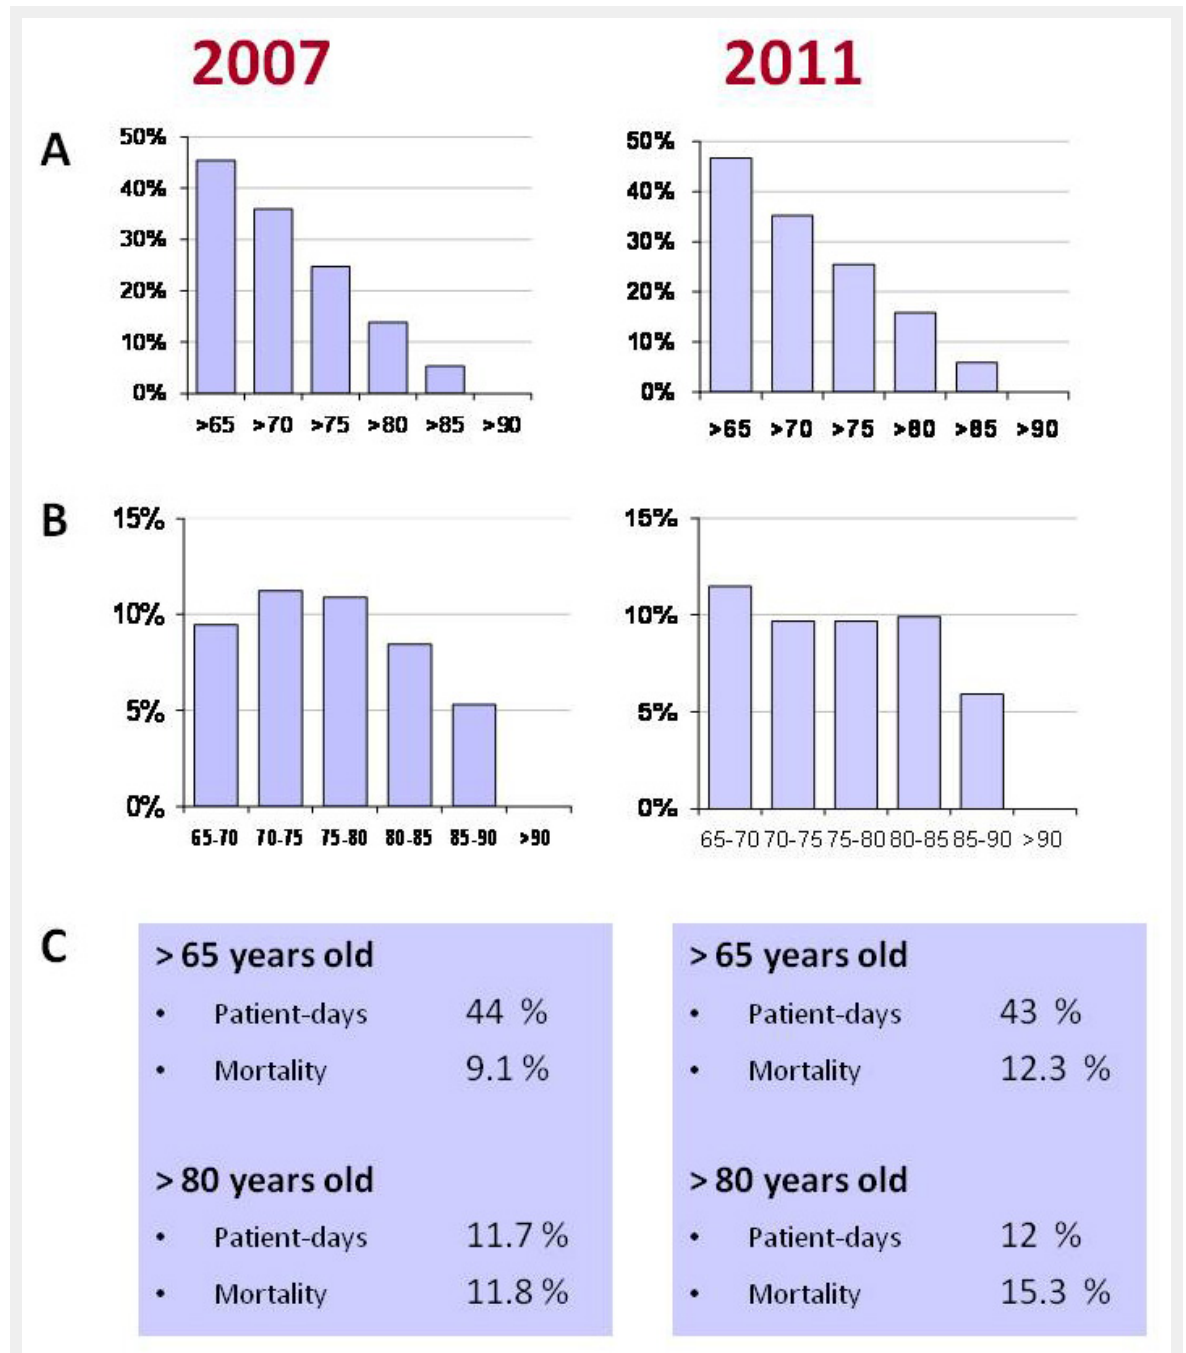 2007 2011
A
50% 50%
40% 40%
30% 30%
20% 20%
10% 10%
0% 0%
>65 >70 >75 >80 >85 >90 >65 >70 >75 >80 >85 >90
B
15% 15%
10% 10%
5% 5%
0% 0%
65-70 70-75 75-80 80-85 85-90 >90 65-70 70-75 75-80 80-85 85-90 >90
C
> 65 years old
• Patient-days 44 %
• Mortality 9.1 %
> 80 years old
• Patient-days 11.7 %
• Mortality 11.8 %
> 65 years old
• Patient-days 43 %
• Mortality 12.3 %
> 80 years old
• Patient-days 12 %
• Mortality 15.3 %